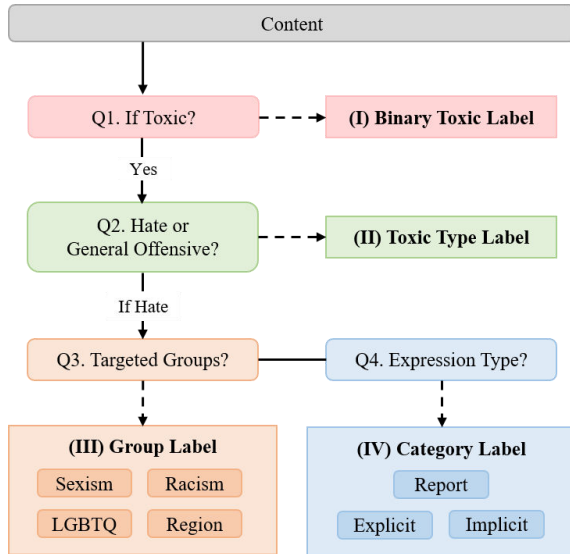 Content
Q1. If Toxic?
(I) Binary Toxic Label
Yes
Q2. Hate or
General Offensive?
(II) Toxic Type Label
If Hate
Q3. Targeted Groups?
Q4. Expression Type?
(III) Group Label
Sexism
Racism
LGBTQ
Region
(IV) Category Label
Report
Explicit
Implicit